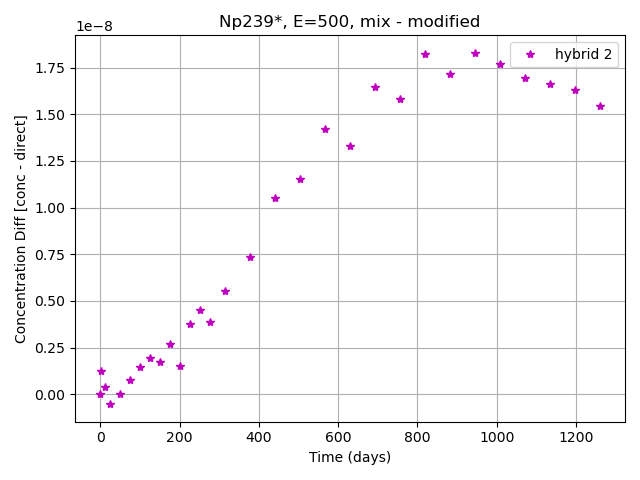 Np239*, E=500, mix - modified
1e−8
hybrid 2
Concentration Diff [conc - direct]
1.75
1.50
1.25
1.00
0.75
0.50
0.25
0.00
0 200 400 600 800 1000 1200
Time (days)